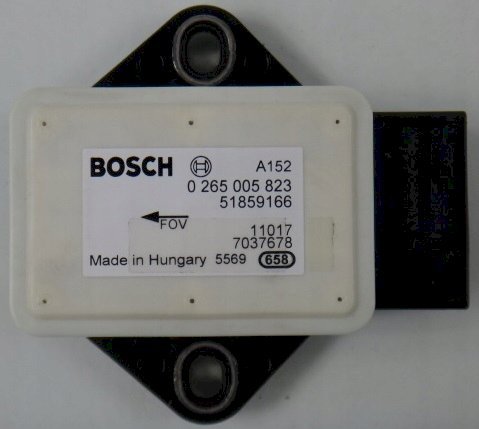 BOSCH A152
0 265 005 823
51859166
FOV
11017
7037678
Made in Hungary 5569 658